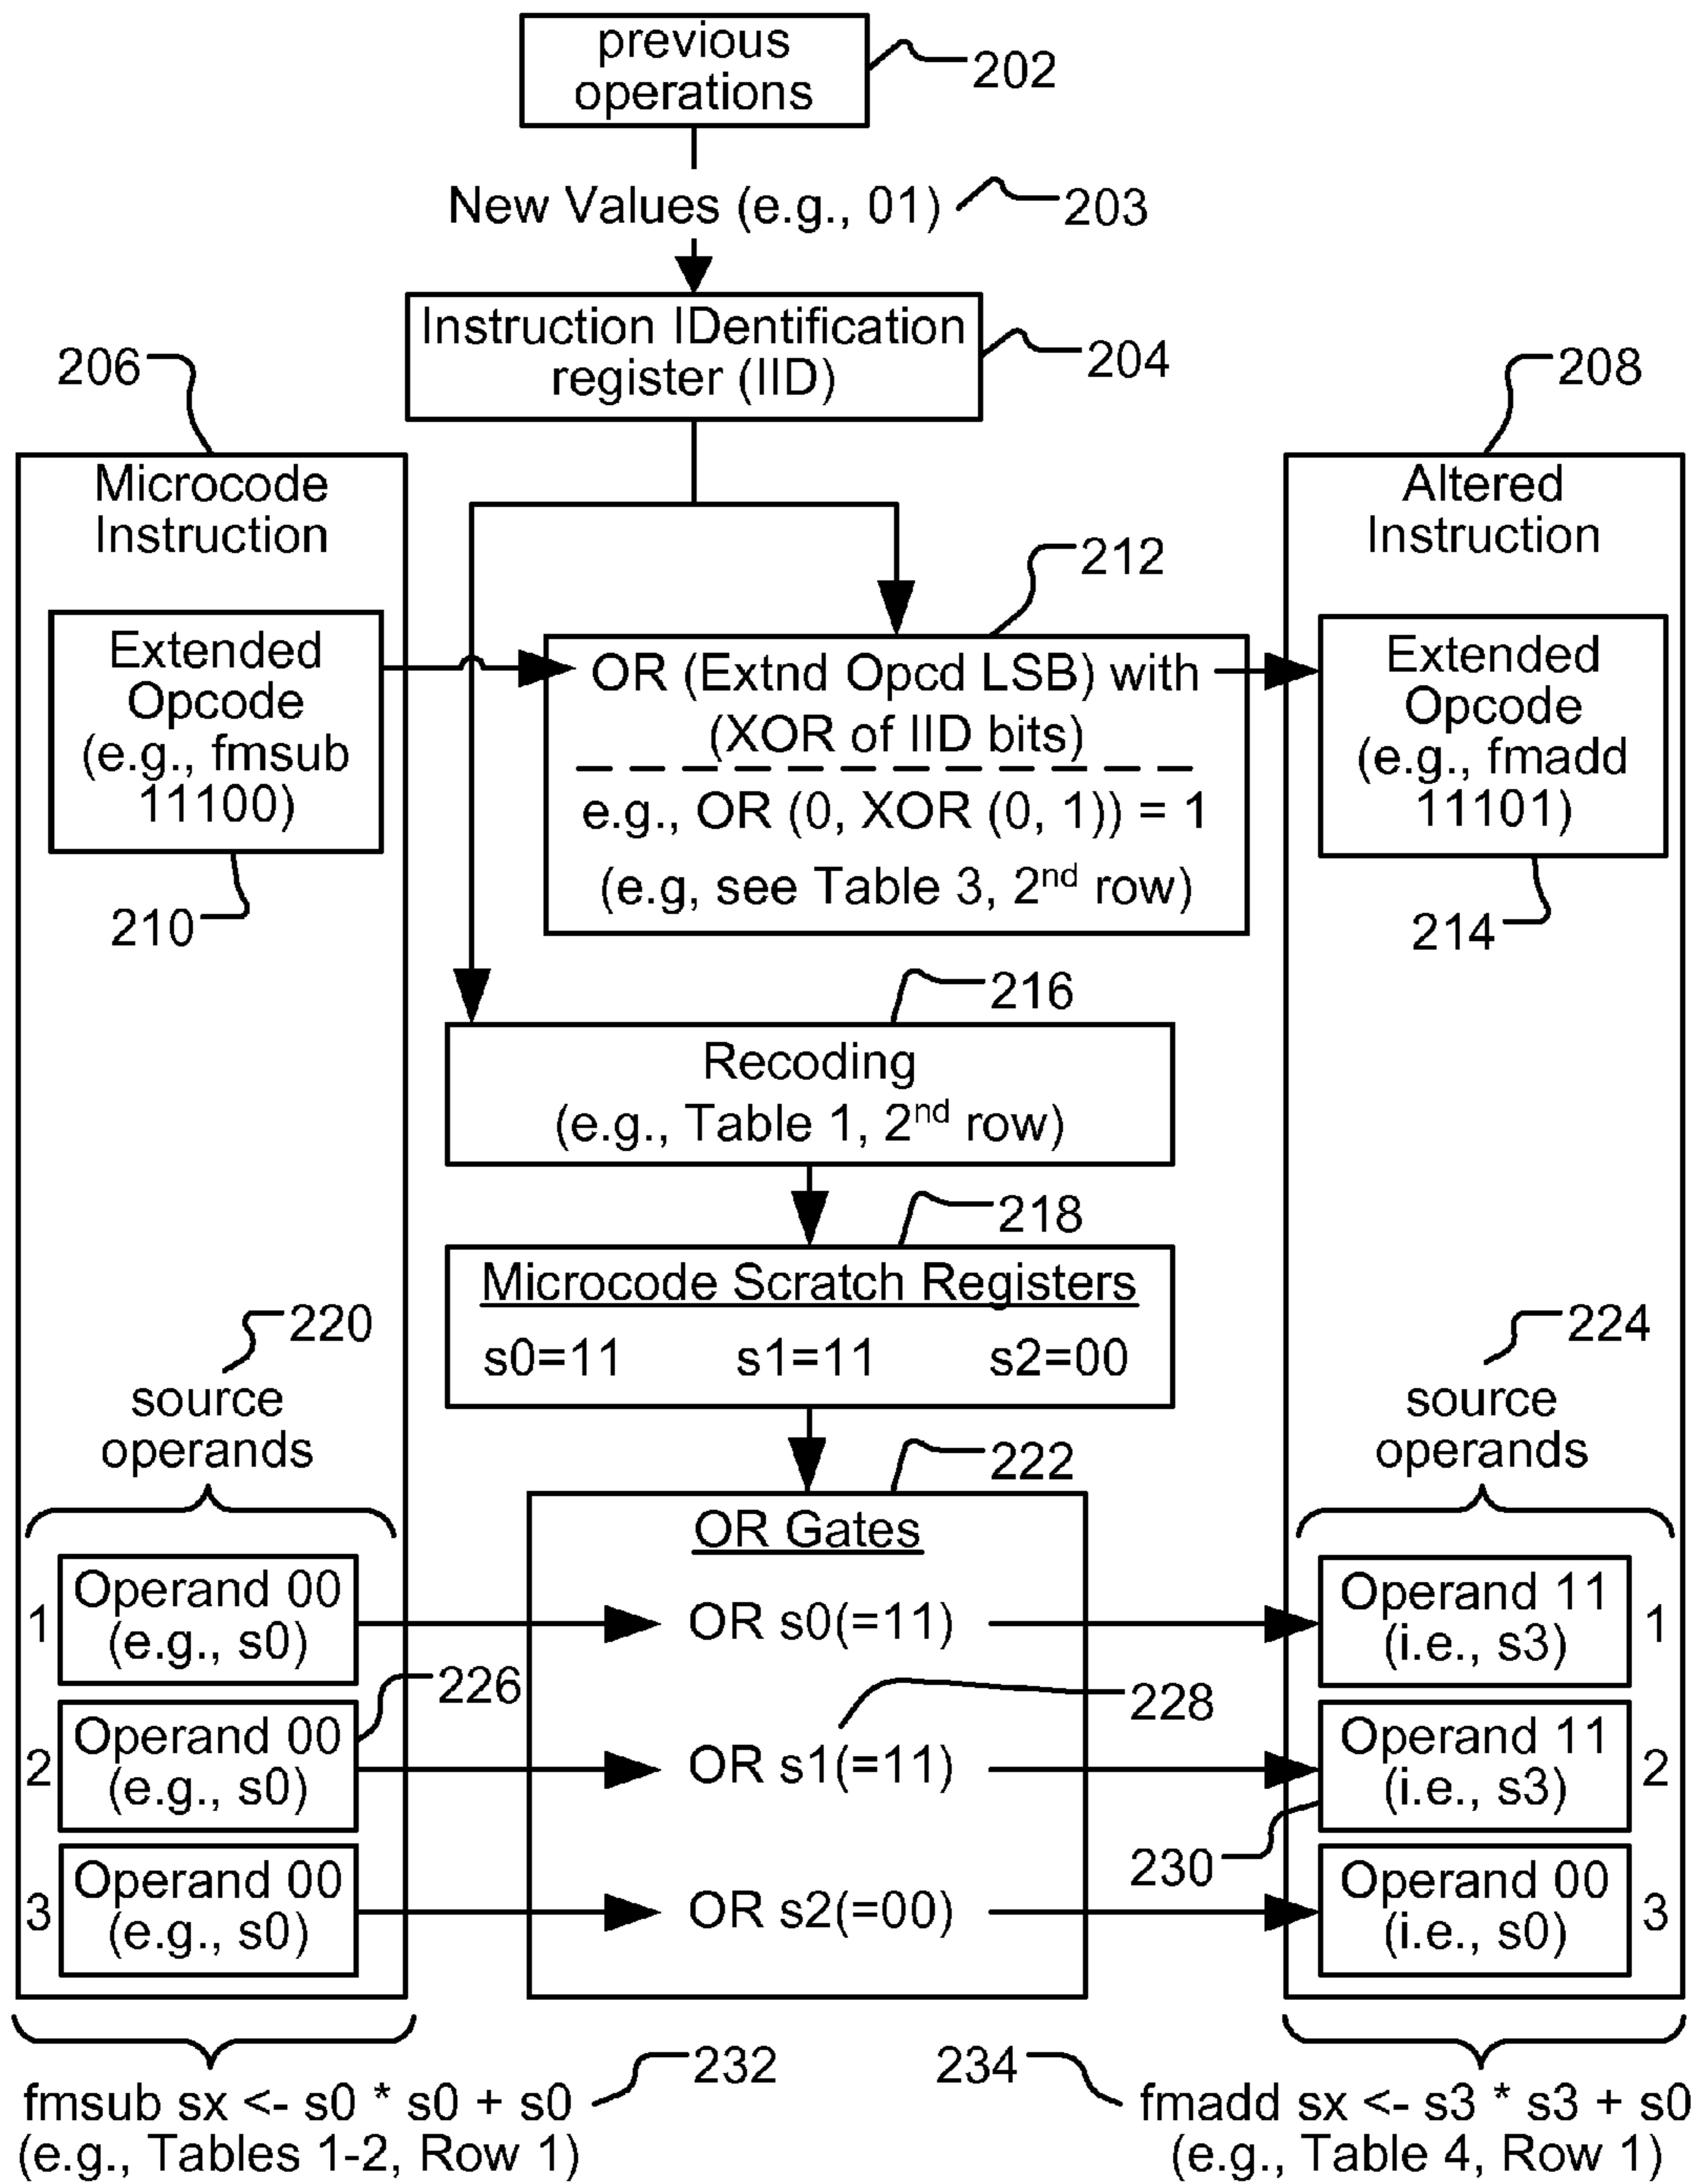 previous
operations
202
New Values (e.g., 01)
203
Instruction IDentification
register (IID)
204
206
208
Microcode
Instruction
Altered
Instruction
212
Extended
Opcode
(e.g., fmsub
11100)
210
OR (Extnd Opcd LSB) with
(XOR of IID bits)
e.g., OR (0, XOR (0, 1)) = 1
(e.g, see Table 3, 2nd row)
Extended
Opcode
(e.g., fmadd
11101)
214
216
Recoding
(e.g., Table 1, 2nd row)
218
Microcode Scratch Registers
s0=11 s1=11 s2=00
220
source
operands
224
source
operands
222
OR Gates
1
Operand 00
(e.g., s0)
OR s0(=11)
Operand 11
(i.e., s3)
1
226
228
2
Operand 00
(e.g., s0)
OR s1(=11)
Operand 11
(i.e., s3)
2
230
3
Operand 00
(e.g., s0)
OR s2(=00)
Operand 00
(i.e., s0)
3
232
234
fmsub sx <- s0 * s0 + s0
(e.g., Tables 1-2, Row 1)
fmadd sx <- s3 * s3 + s0
(e.g., Table 4, Row 1)